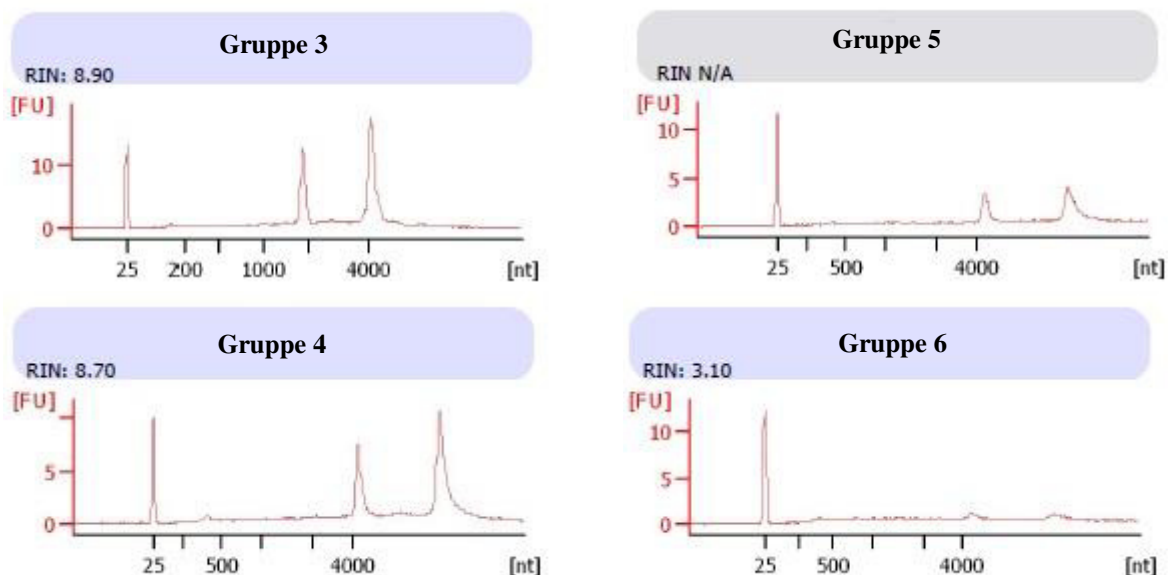 Gruppe 3
RIN: 8.90
[FU]
10
0
25 200 1000 4000 [nt]
Gruppe 5
RIN N/A
[FU]
10
5
0
25 500 4000 [nt]
Gruppe 4
RIN: 8.70
[FU]
5
0
25 500 4000 [nt]
Gruppe 6
RIN: 3.10
[FU]
10
5
0
25 500 4000 [nt]